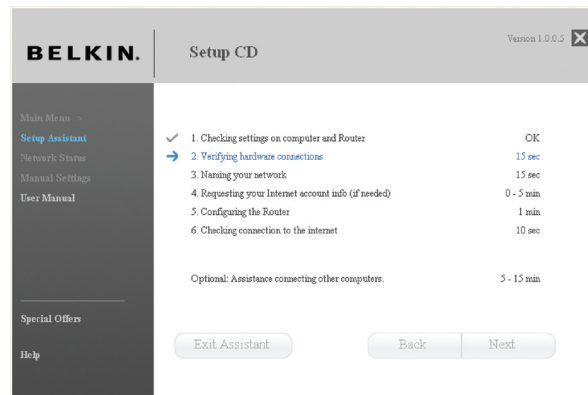 BELKIN.
Setup CD
Version 1.0.0.5
Main Menu >
Setup Assistant
Network Status
Manual Settings
User Manual
Special Offers
Help
1. Checking settings on computer and Router OK
2. Verifying hardware connections 15 sec
3. Naming your network 15 sec
4. Requesting your Internet account info (if needed) 0 - 5 min
5. Configuring the Router 1 min
6. Checking connection to the internet 10 sec
Optional: Assistance connecting other computers. 5 - 15 min
Exit Assistant
Back
Next